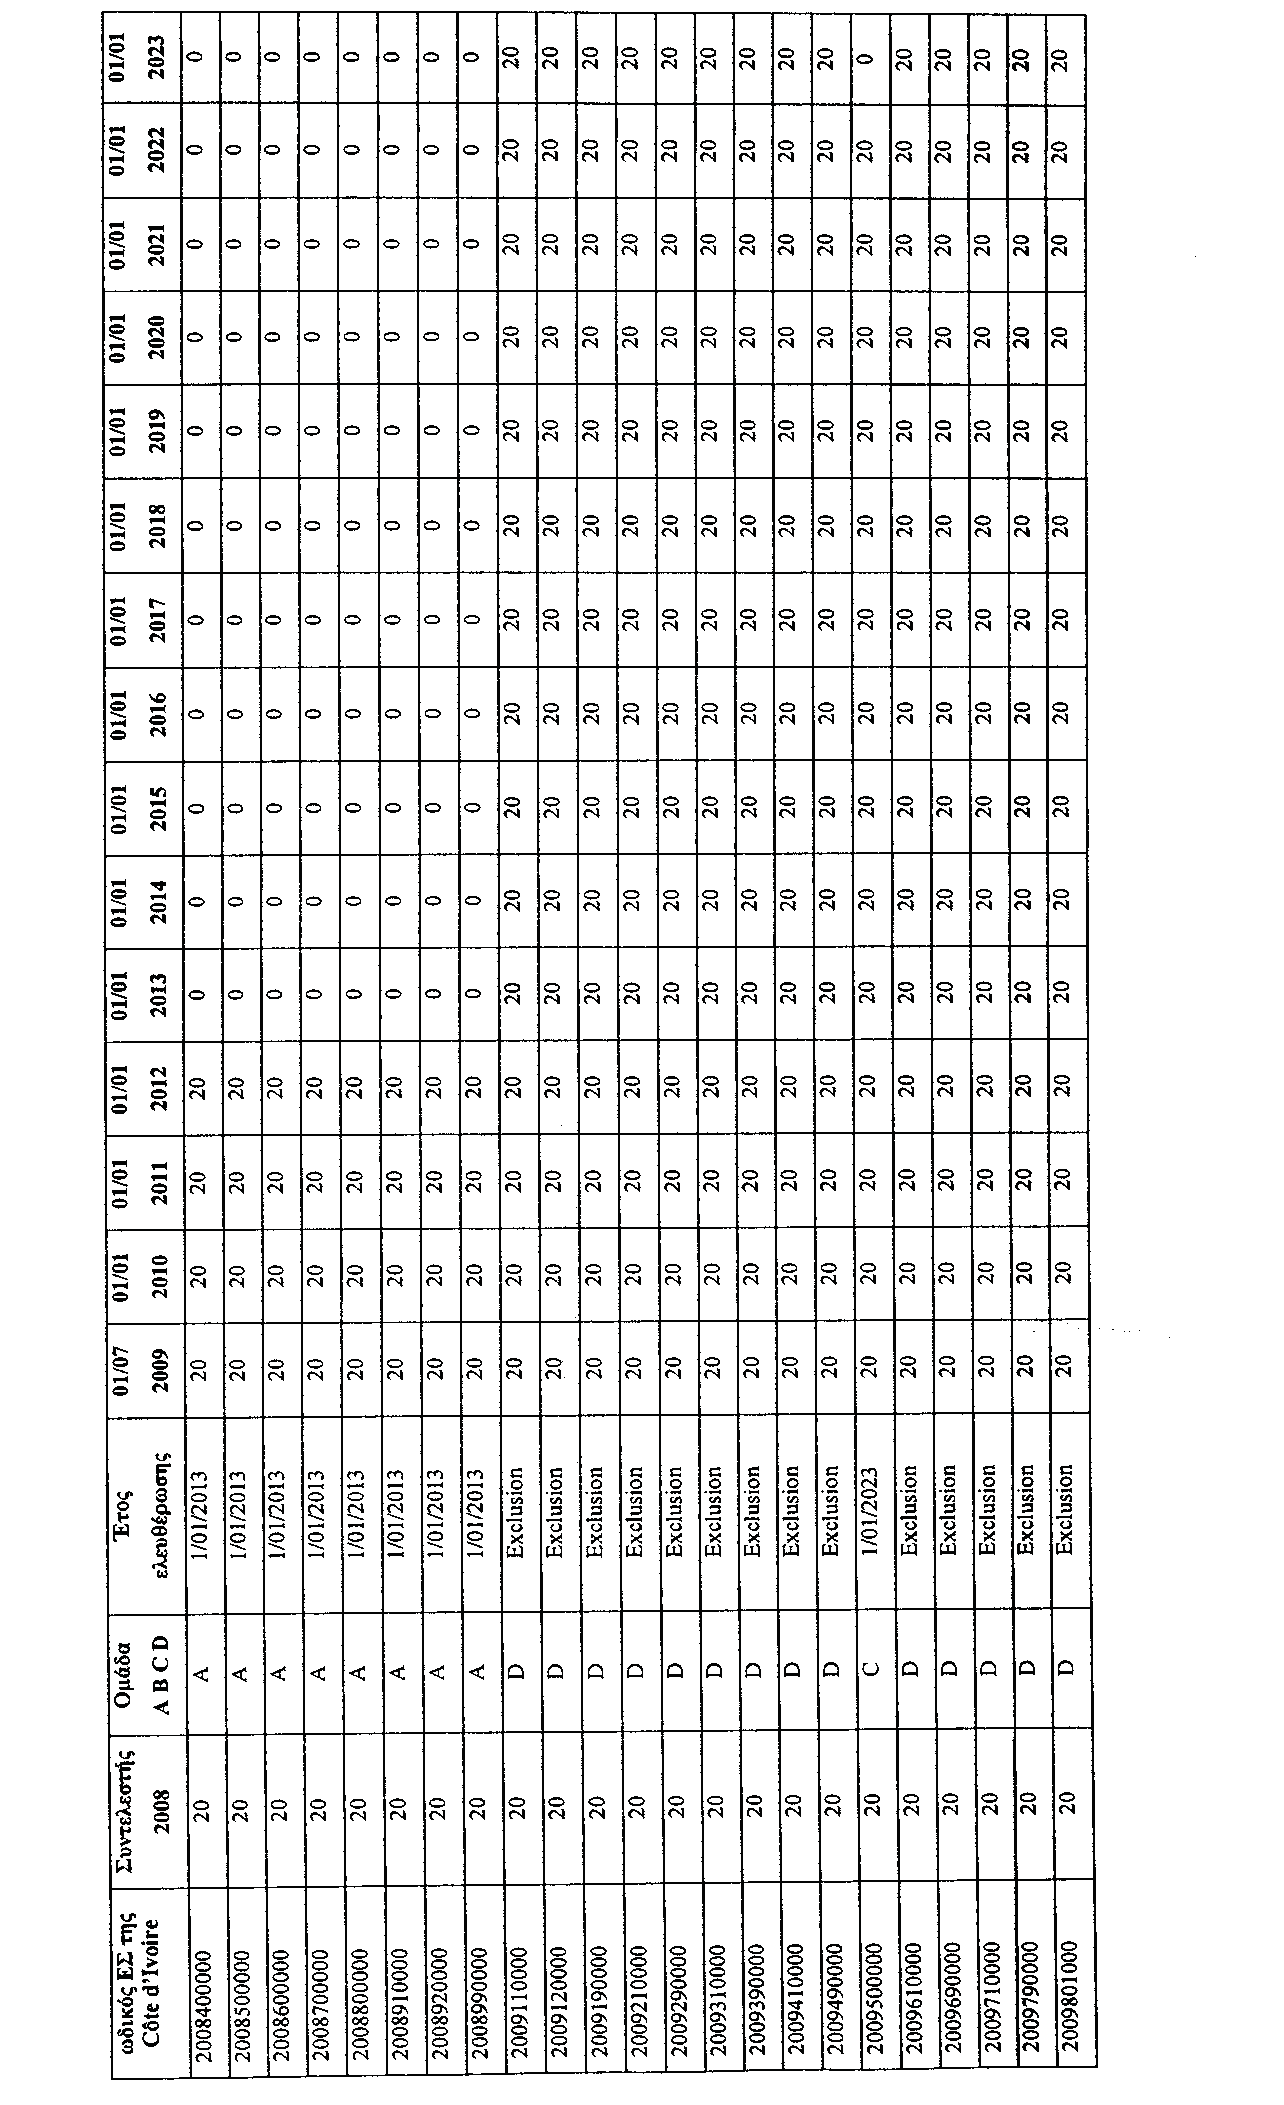 ωδικός ΕΣ της Συντελεστής Ομάδα Έτος 01/07 01/01 01/01 01/01 01/01 01/01 01/01 01/01 01/01 01/01 01/01 01/01 01/01 01/01 01/01
Côte d'Ivoire 2008 A B C D ελευθέρωσης 2009 2010 2011 2012 2013 2014 2015 2016 2017 2018 2019 2020 2021 2022 2023
2008400000 20 A 1/01/2013 20 20 20 20 0 0 0 0 0 0 0 0 0 0 0
2008500000 20 A 1/01/2013 20 20 20 20 0 0 0 0 0 0 0 0 0 0 0
2008600000 20 A 1/01/2013 20 20 20 20 0 0 0 0 0 0 0 0 0 0 0
2008700000 20 A 1/01/2013 20 20 20 20 0 0 0 0 0 0 0 0 0 0 0
2008800000 20 A 1/01/2013 20 20 20 20 0 0 0 0 0 0 0 0 0 0 0
2008910000 20 A 1/01/2013 20 20 20 20 0 0 0 0 0 0 0 0 0 0 0
2008920000 20 A 1/01/2013 20 20 20 20 0 0 0 0 0 0 0 0 0 0 0
2008990000 20 A 1/01/2013 20 20 20 20 0 0 0 0 0 0 0 0 0 0 0
2009110000 20 D Exclusion 20 20 20 20 20 20 20 20 20 20 20 20 20 20 20
2009120000 20 D Exclusion 20 20 20 20 20 20 20 20 20 20 20 20 20 20 20
2009190000 20 D Exclusion 20 20 20 20 20 20 20 20 20 20 20 20 20 20 20
2009210000 20 D Exclusion 20 20 20 20 20 20 20 20 20 20 20 20 20 20 20
2009290000 20 D Exclusion 20 20 20 20 20 20 20 20 20 20 20 20 20 20 20
2009310000 20 D Exclusion 20 20 20 20 20 20 20 20 20 20 20 20 20 20 20
2009390000 20 D Exclusion 20 20 20 20 20 20 20 20 20 20 20 20 20 20 20
2009410000 20 D Exclusion 20 20 20 20 20 20 20 20 20 20 20 20 20 20 20
2009490000 20 D Exclusion 20 20 20 20 20 20 20 20 20 20 20 20 20 20 20
2009500000 20 C 1/01/2023 20 20 20 20 20 20 20 20 20 20 20 20 20 20 0
2009610000 20 D Exclusion 20 20 20 20 20 20 20 20 20 20 20 20 20 20 20
2009690000 20 D Exclusion 20 20 20 20 20 20 20 20 20 20 20 20 20 20 20
2009710000 20 D Exclusion 20 20 20 20 20 20 20 20 20 20 20 20 20 20 20
2009790000 20 D Exclusion 20 20 20 20 20 20 20 20 20 20 20 20 20 20 20
2009801000 20 D Exclusion 20 20 20 20 20 20 20 20 20 20 20 20 20 20 20